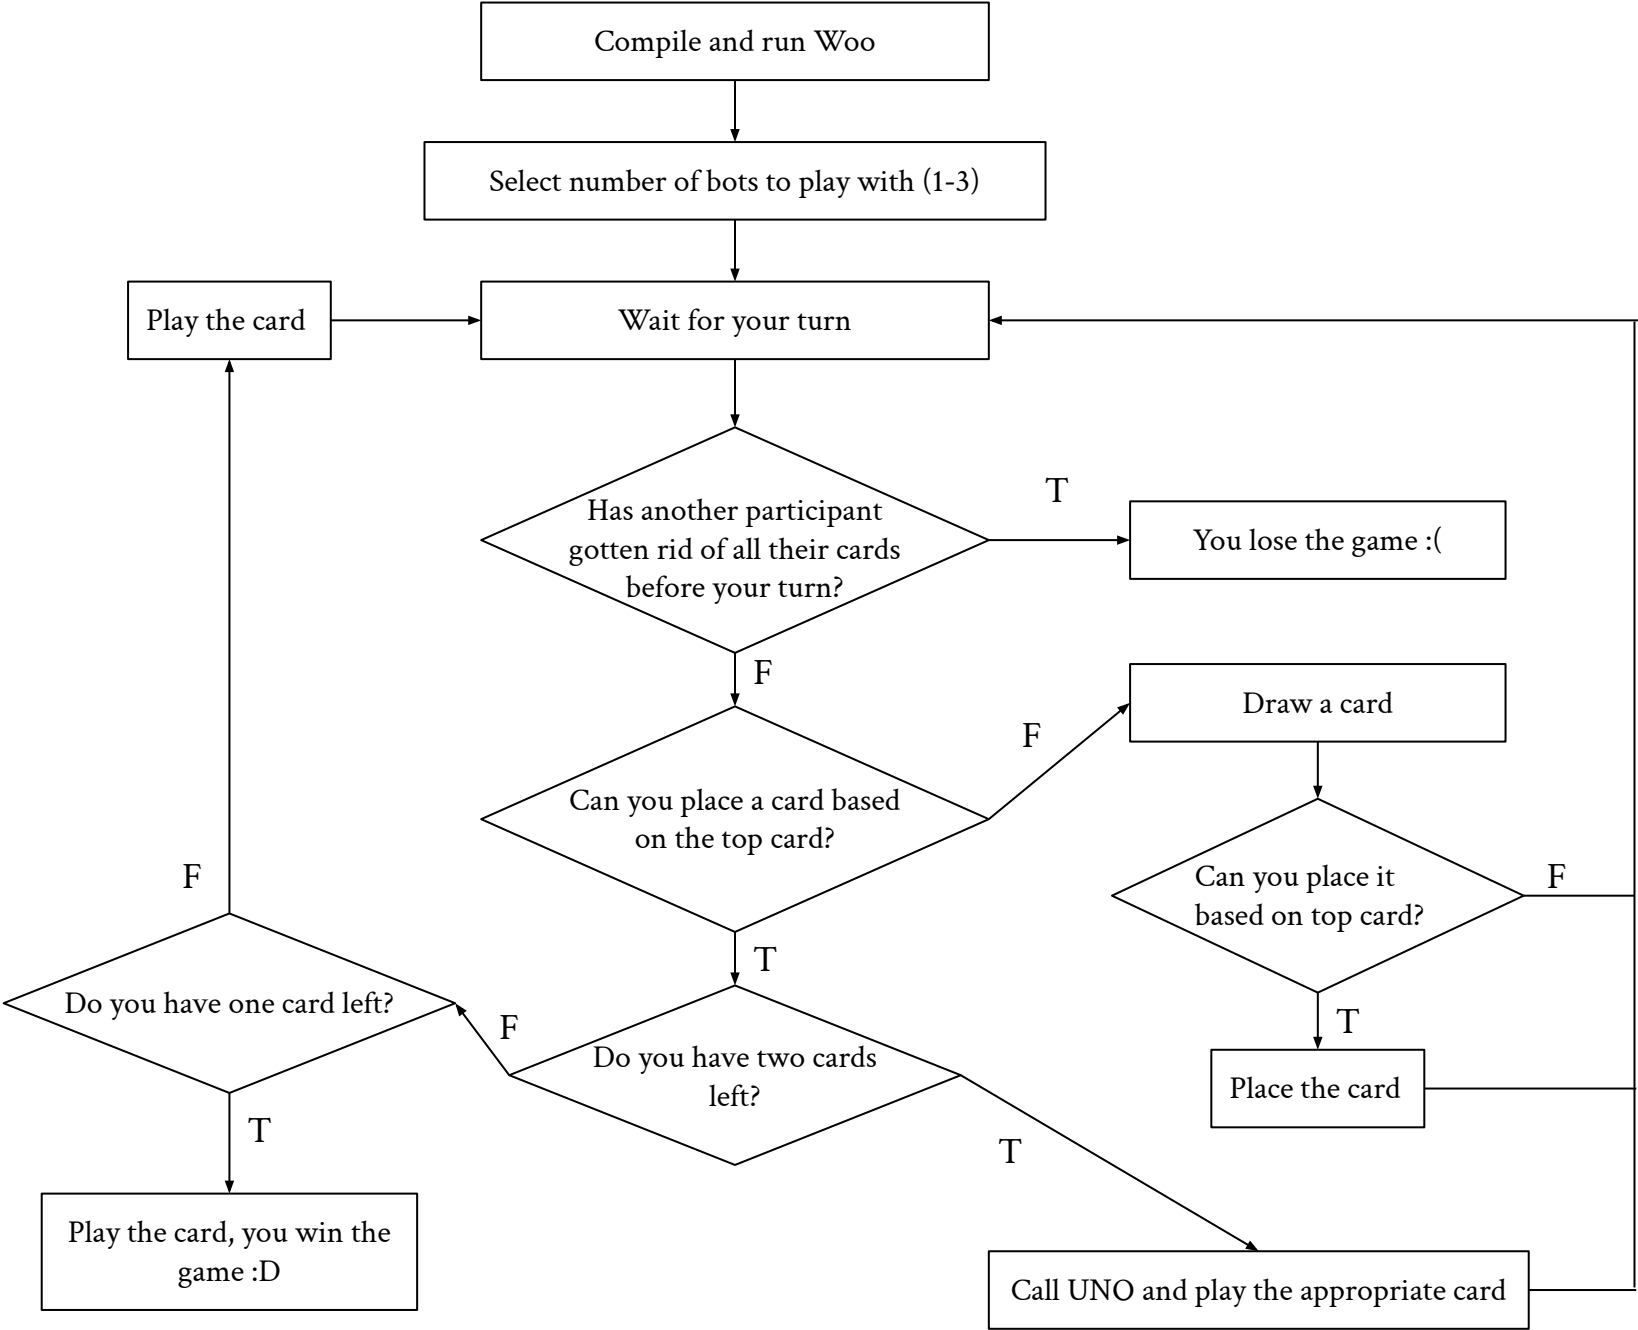 Compile and run Woo
Select number of bots to play with (1-3)
Play the card
Wait for your turn
T
Has another participant
gotten rid of all their cards
before your turn?
You lose the game :(
F
Draw a card
F
Can you place a card based
on the top card?
F
Can you place it
based on top card?
F
T
Do you have one card left?
F
Do you have two cards
left?
T
Place the card
T
T
Play the card, you win the
game :D
Call UNO and play the appropriate card